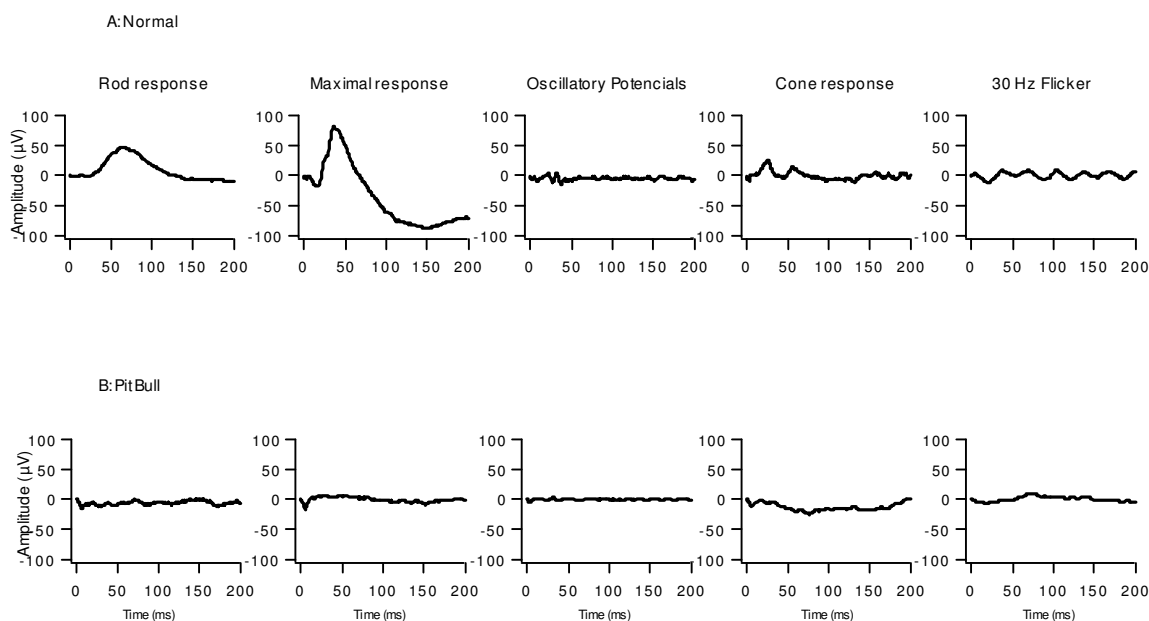 A: Normal
Rod response Maximal response Oscillatory Potencials Cone response 30 Hz Flicker
Amplitude (µV)
100 100 100 100 100
50 50 50 50 50
0 0 0 0 0
-50 -50 -50 -50 -50
-100 -100 -100 -100 -100
0 50 100 150 200 0 50 100 150 200 0 50 100 150 200 0 50 100 150 200 0 50 100 150 200
B: Pit Bull
Amplitude (µV)
100 100 100 100 100
50 50 50 50 50
0 0 0 0 0
-50 -50 -50 -50 -50
-100 -100 -100 -100 -100
0 50 100 150 200 0 50 100 150 200 0 50 100 150 200 0 50 100 150 200 0 50 100 150 200
Time (ms) Time (ms) Time (ms) Time (ms) Time (ms)